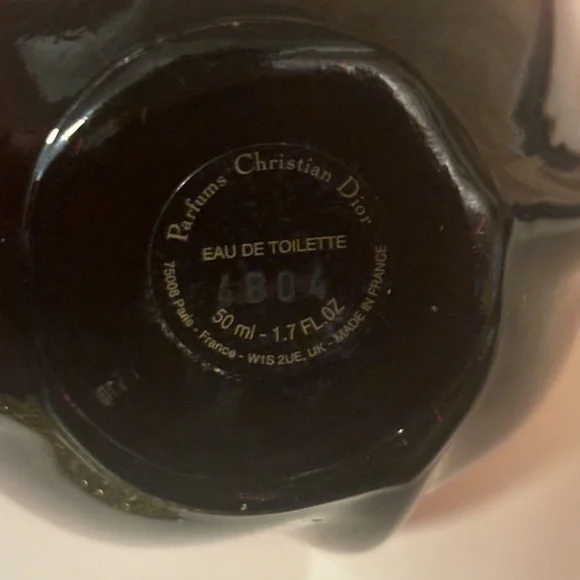 Parfums Christian Dior
EAU DE TOILETTE
4B04
50 ml - 1.7 FL.OZ
75008 Paris - France - W1S 2UE, UK - MADE IN FRANCE